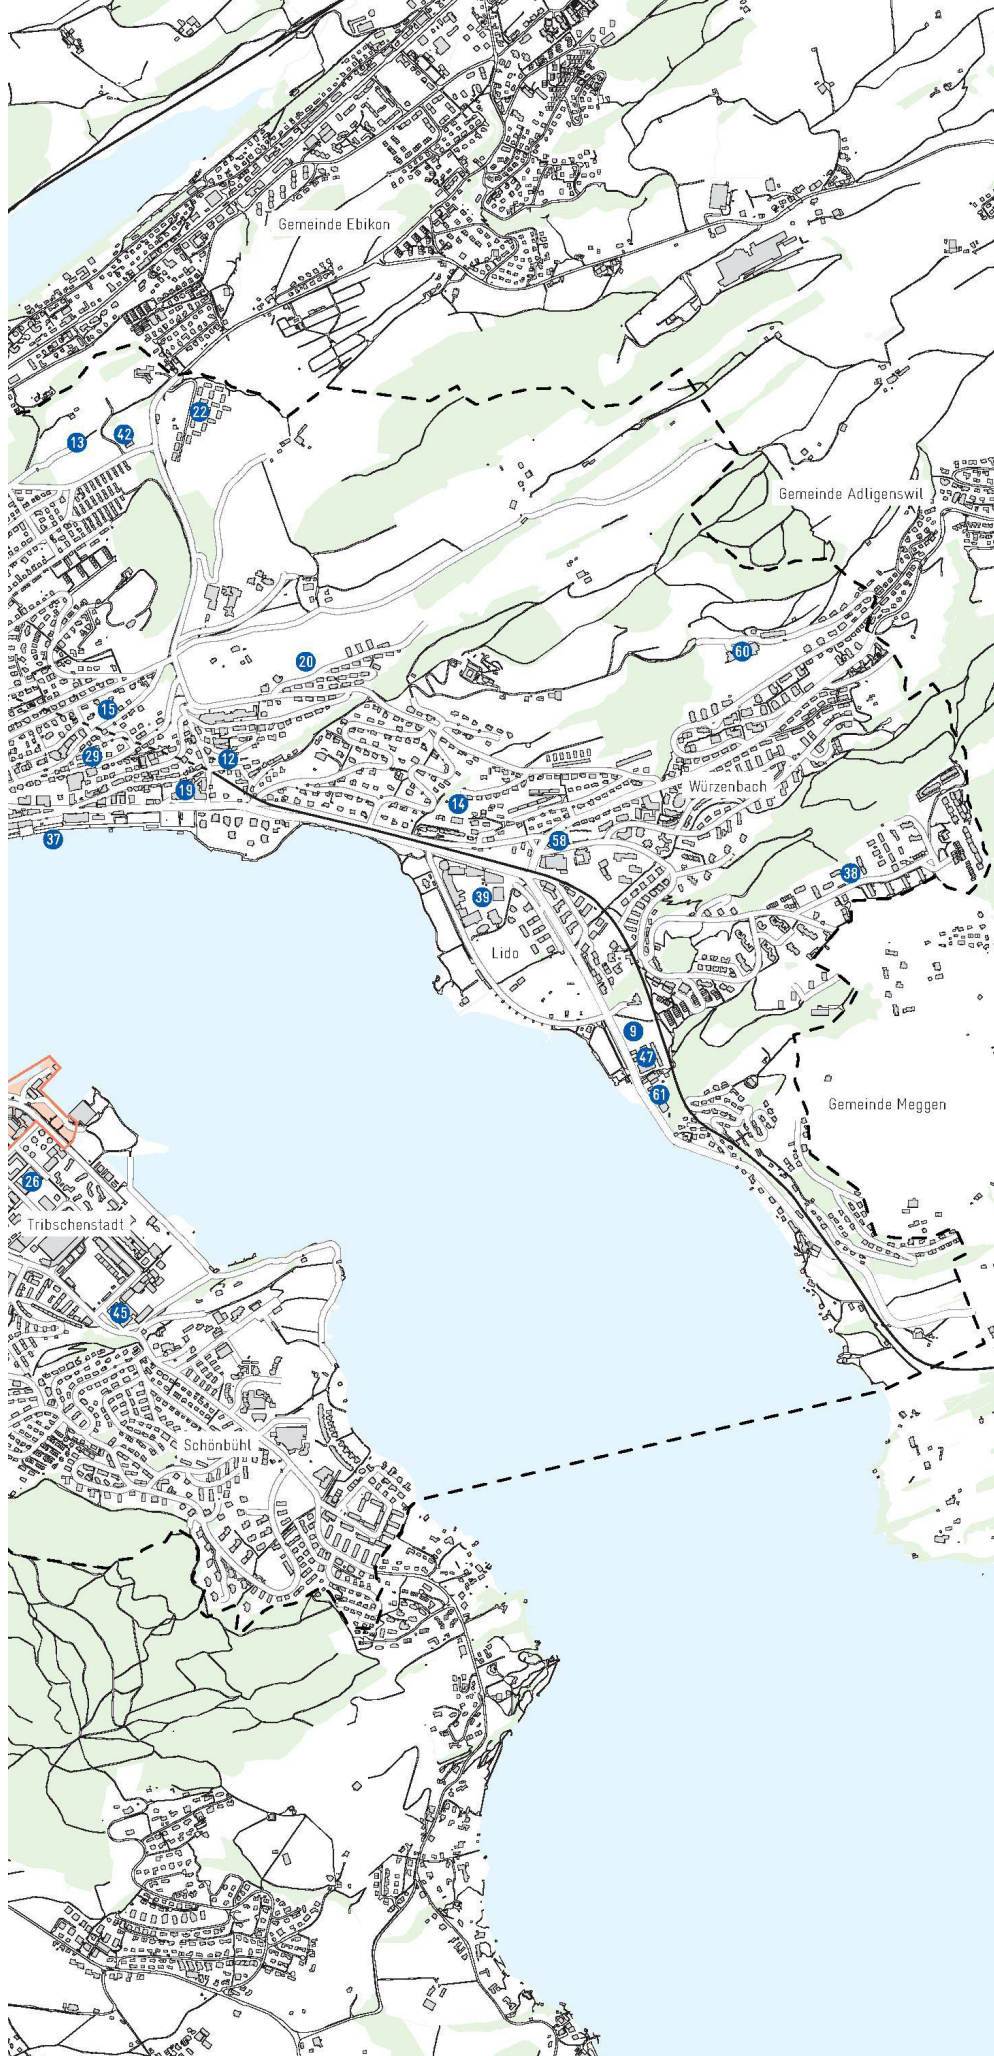 Gemeinde Ebikon
22
42
13
Gemeinde Adligenswil
60
20
15
29
12
Würzenbach
19
14
37
58
38
39
Lido
9
47
61
Gemeinde Meggen
26
Tribschenstadt
45
Schönbühl